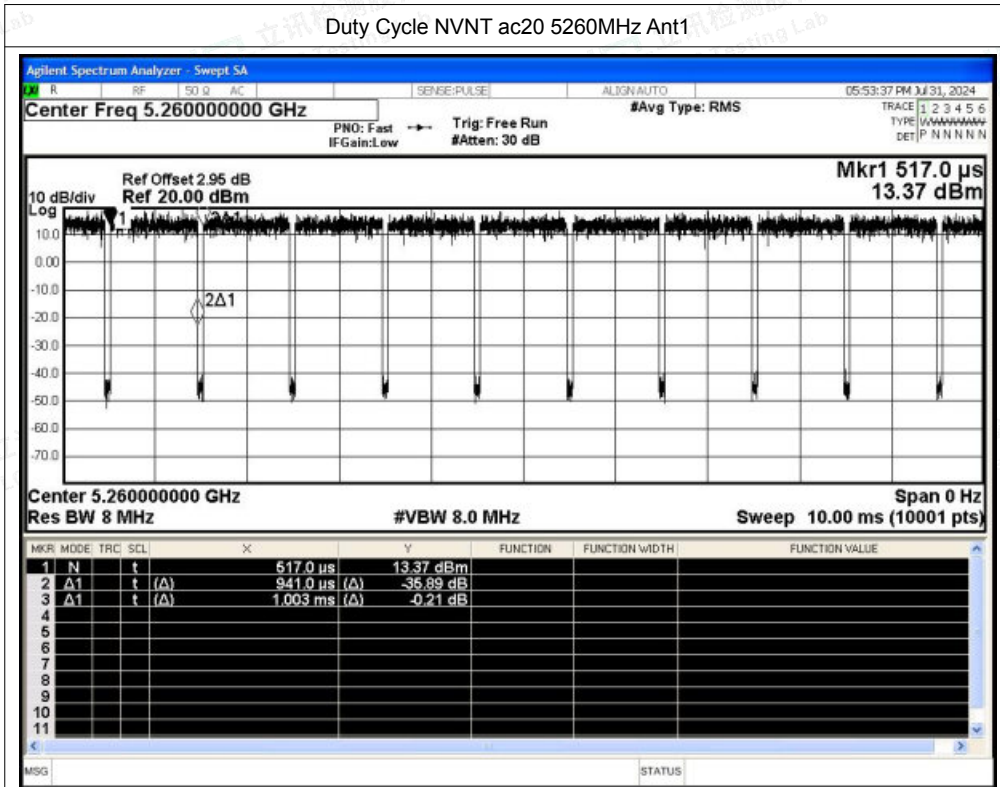 Duty Cycle NVNT ac20 5260MHz Ant1
Agilent Spectrum Analyzer - Swept SA
R RF 50 Ω AC SENSE:PULSE ALIGNAUTO 05:53:37 PM Jul 31, 2024
Center Freq 5.260000000 GHz #Avg Type: RMS TRACE 1 2 3 4 5 6
PNO: Fast Trig: Free Run TYPE
IFGain:Low #Atten: 30 dB DET P N N N N N
Mkr1 517.0 µs
Ref Offset 2.95 dB
10 dB/div Ref 20.00 dBm 13.37 dBm
Log
1
3Δ1
10.0
0.00
-10.0
2Δ1
-20.0
-30.0
-40.0
-50.0
-60.0
-70.0
Center 5.260000000 GHz Span 0 Hz
Res BW 8 MHz #VBW 8.0 MHz Sweep 10.00 ms (10001 pts)
MKR MODE TRC SCL X Y FUNCTION FUNCTION WIDTH FUNCTION VALUE
1 N t 517.0 µs 13.37 dBm
2 Δ1 t (Δ) 941.0 µs (Δ) -35.89 dB
3 Δ1 t (Δ) 1.003 ms (Δ) -0.21 dB
4
5
6
7
8
9
10
11
MSG STATUS